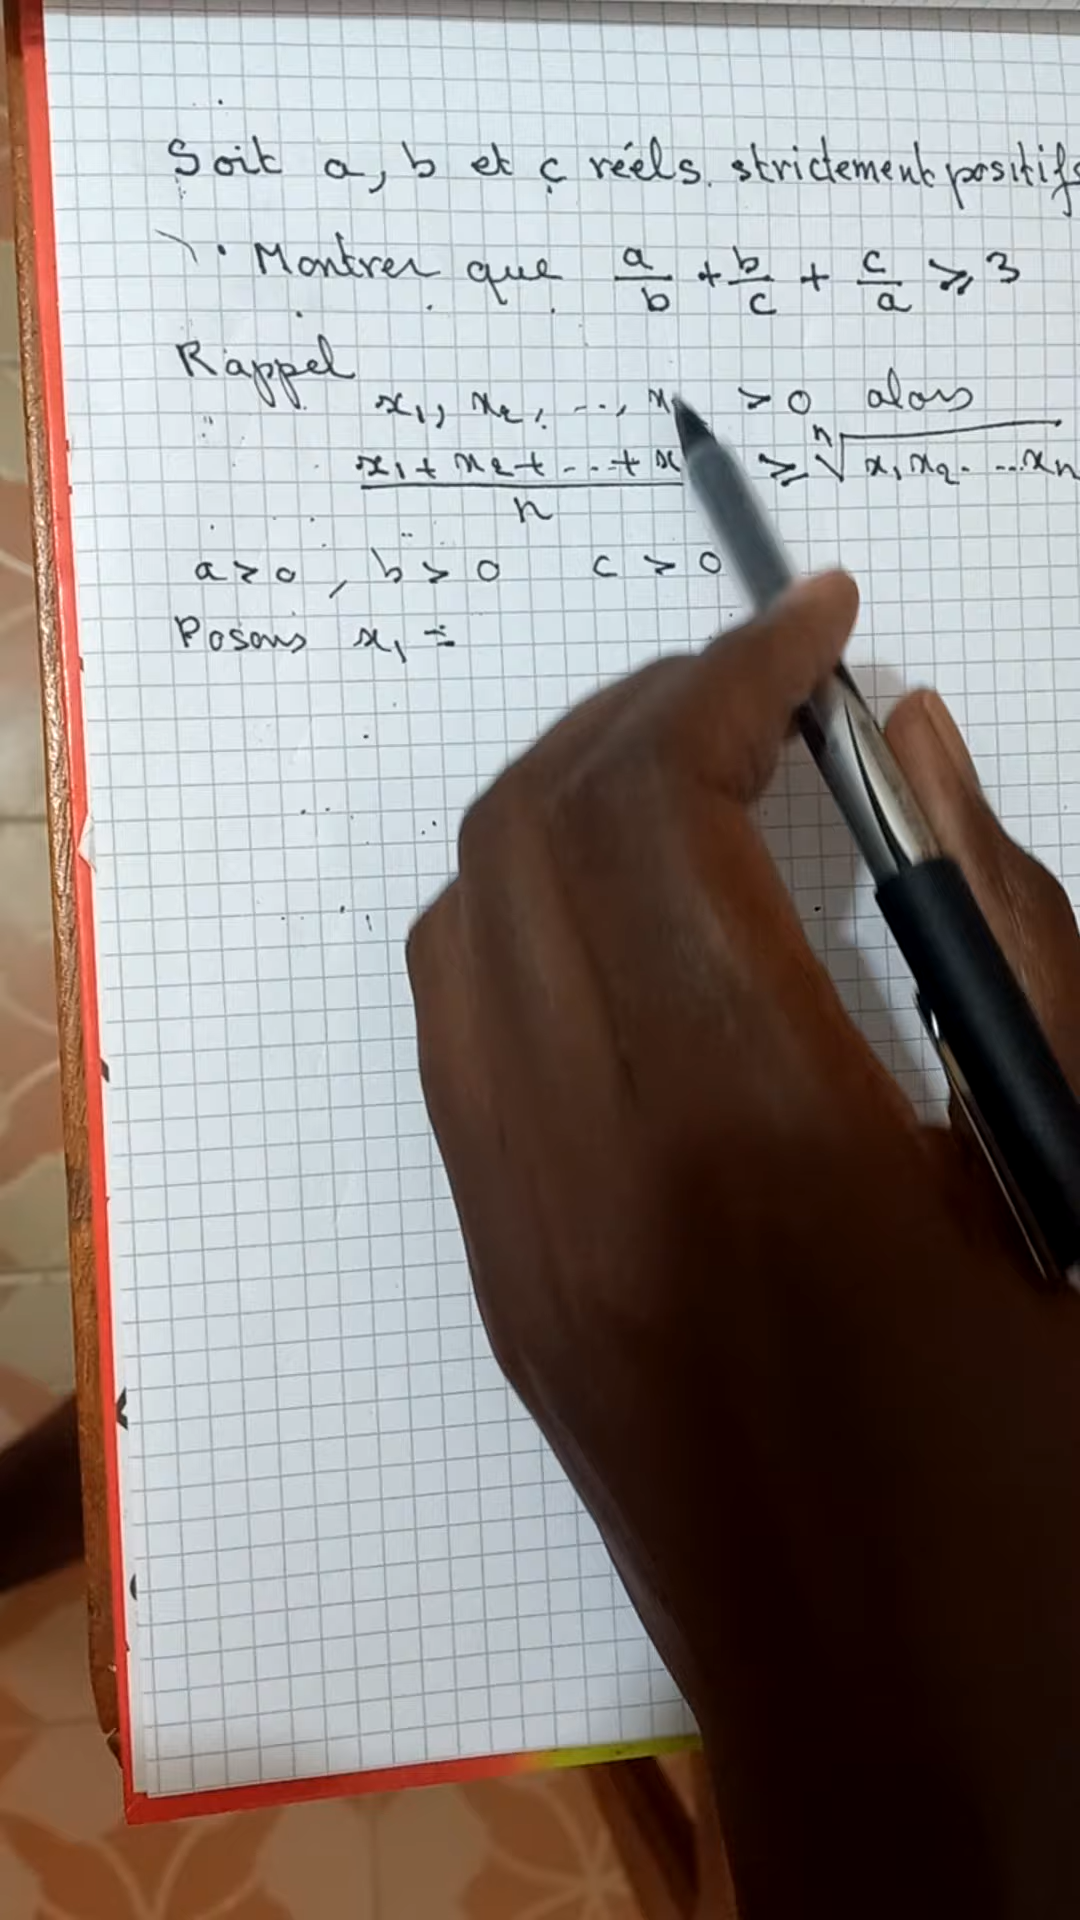 Soit a, b et c réels strictement positifs
• Montrer que a/b + b/c + c/a ⩾ 3
Rappel
x₁, x₂, ..., x > 0 alors
(x₁ + x₂ + ... + x)/n ⩾ ⁿ√(x₁x₂...xₙ)
a > 0, b > 0 c > 0
Posons x₁ =